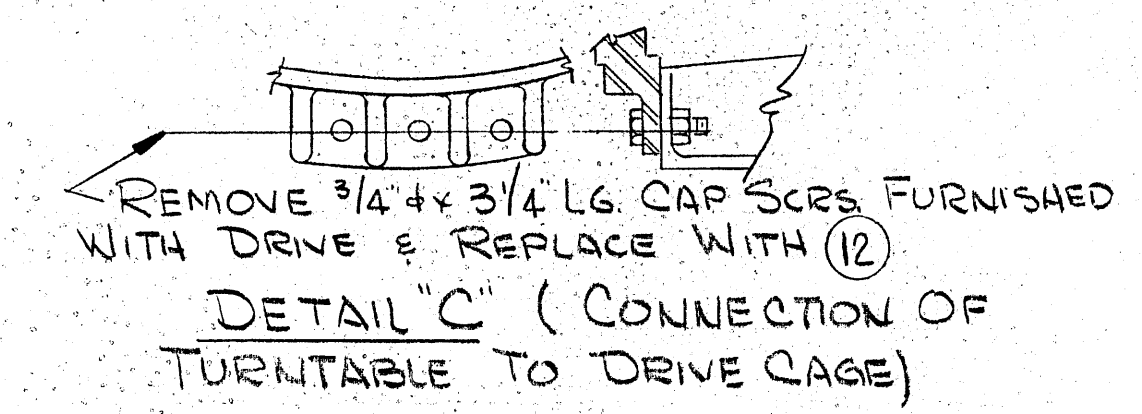 REMOVE 3/4" ϕ x 3 1/4" LG. CAP SCRS. FURNISHED
WITH DRIVE & REPLACE WITH 12
DETAIL "C" (CONNECTION OF
TURNTABLE TO DRIVE CAGE)